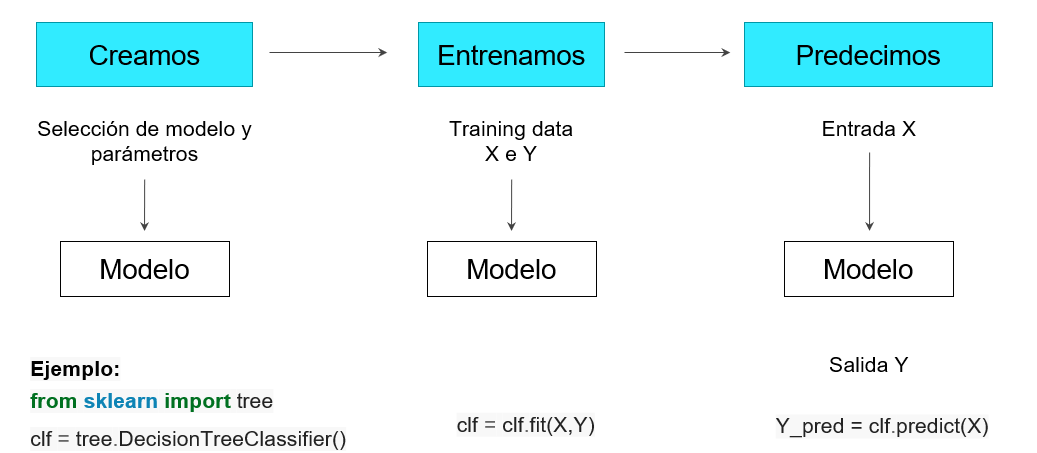 Creamos
Entrenamos
Predecimos
Selección de modelo y
parámetros
Training data
X e Y
Entrada X
Modelo
Modelo
Modelo
Salida Y
Ejemplo:
from sklearn import tree
clf = tree.DecisionTreeClassifier()
clf = clf.fit(X,Y)
Y_pred = clf.predict(X)